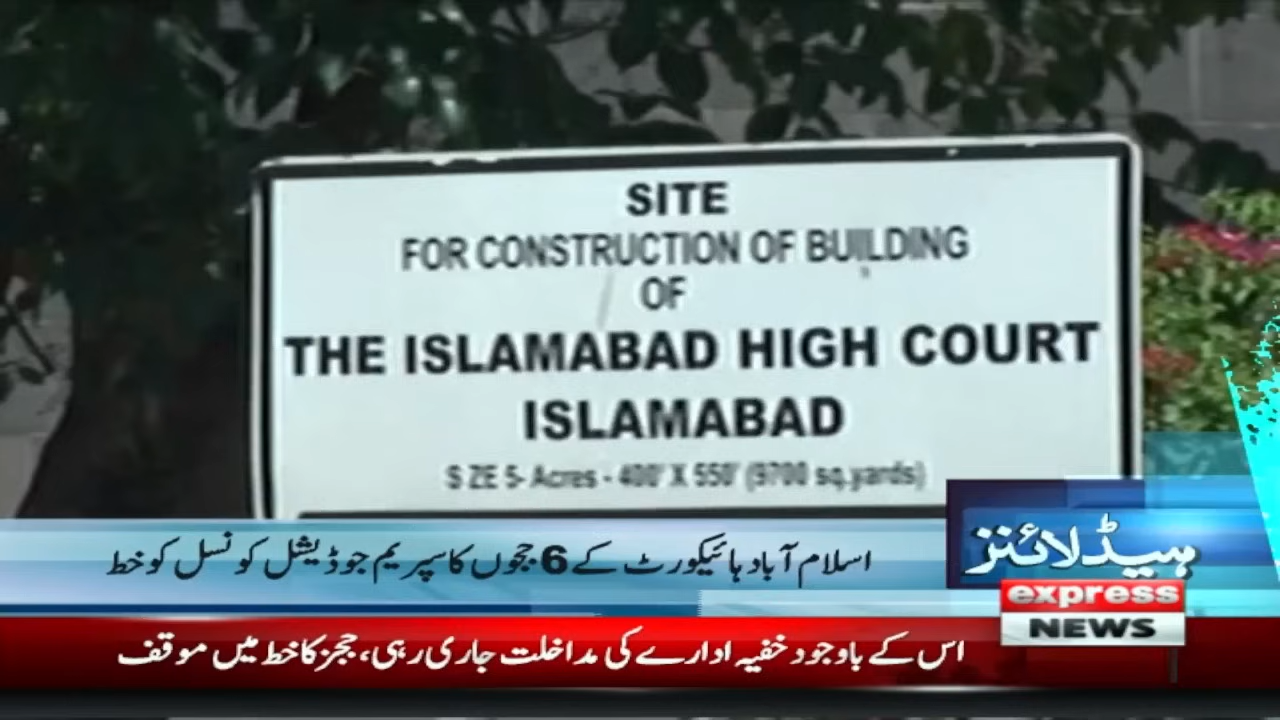 SITE
FOR CONSTRUCTION OF BUILDING
OF
THE ISLAMABAD HIGH COURT
ISLAMABAD
S ZE 5- Acres - 400' X 550' (9700 sq.yards)
ہیڈلائنز
اسلام آباد ہائیکورٹ کے 6 ججوں کا سپریم جوڈیشل کونسل کو خط
express
NEWS
اس کے باوجود خفیہ ادارے کی مداخلت جاری رہی، ججز کا خط میں موقف